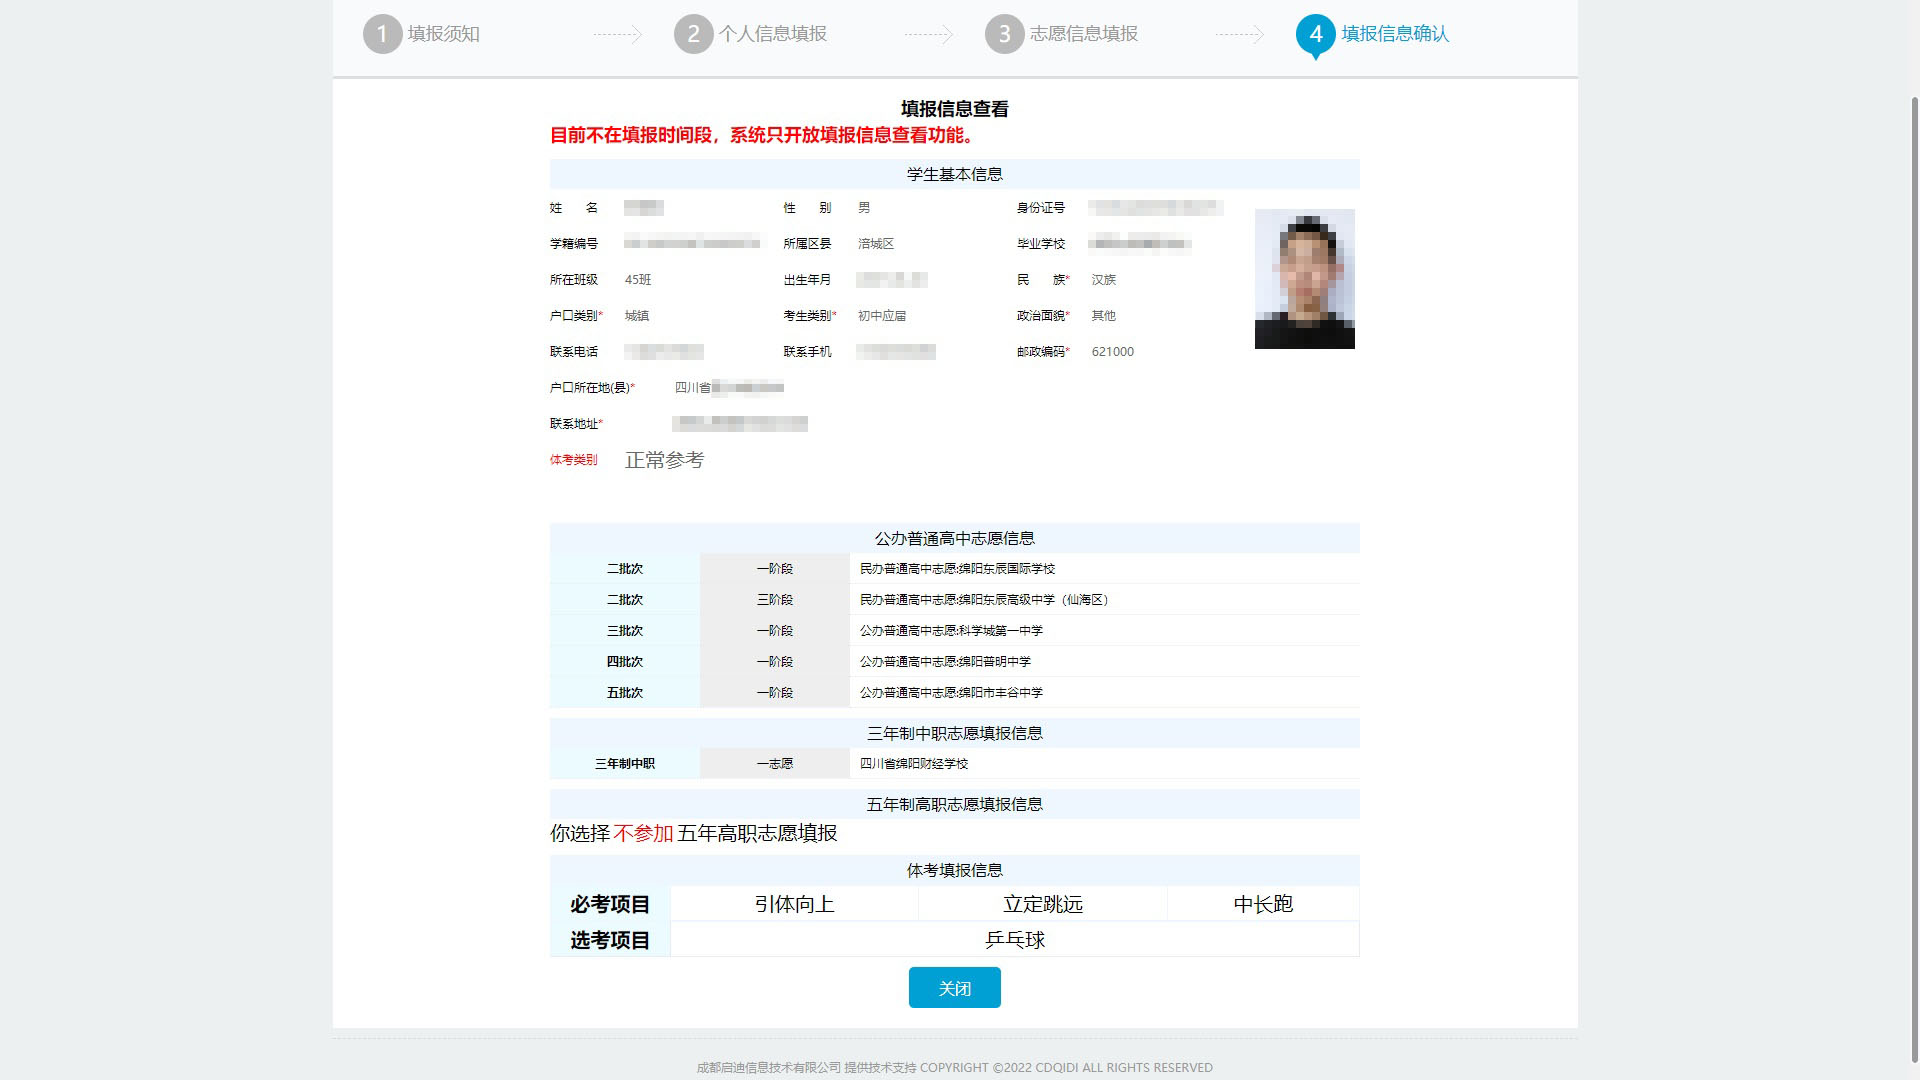 1 填报须知 2 个人信息填报 3 志愿信息填报 4 填报信息确认
填报信息查看
目前不在填报时间段，系统只开放填报信息查看功能。
学生基本信息
姓 名 性 别 男 身份证号
学籍编号 所属区县 涪城区 毕业学校
所在班级 45班 出生年月 民 族* 汉族
户口类别* 城镇 考生类别* 初中应届 政治面貌* 其他
联系电话 联系手机 邮政编码* 621000
户口所在地(县)* 四川省
联系地址*
体考类别 正常参考
公办普通高中志愿信息
二批次 一阶段 民办普通高中志愿:绵阳东辰国际学校
二批次 三阶段 民办普通高中志愿:绵阳东辰高级中学（仙海区）
三批次 一阶段 公办普通高中志愿:科学城第一中学
四批次 一阶段 公办普通高中志愿:绵阳普明中学
五批次 一阶段 公办普通高中志愿:绵阳市丰谷中学
三年制中职志愿填报信息
三年制中职 一志愿 四川省绵阳财经学校
五年制高职志愿填报信息
你选择 不参加 五年高职志愿填报
体考填报信息
必考项目 引体向上 立定跳远 中长跑
选考项目 乒乓球
关闭
成都启迪信息技术有限公司 提供技术支持 COPYRIGHT ©2022 CDQIDI ALL RIGHTS RESERVED